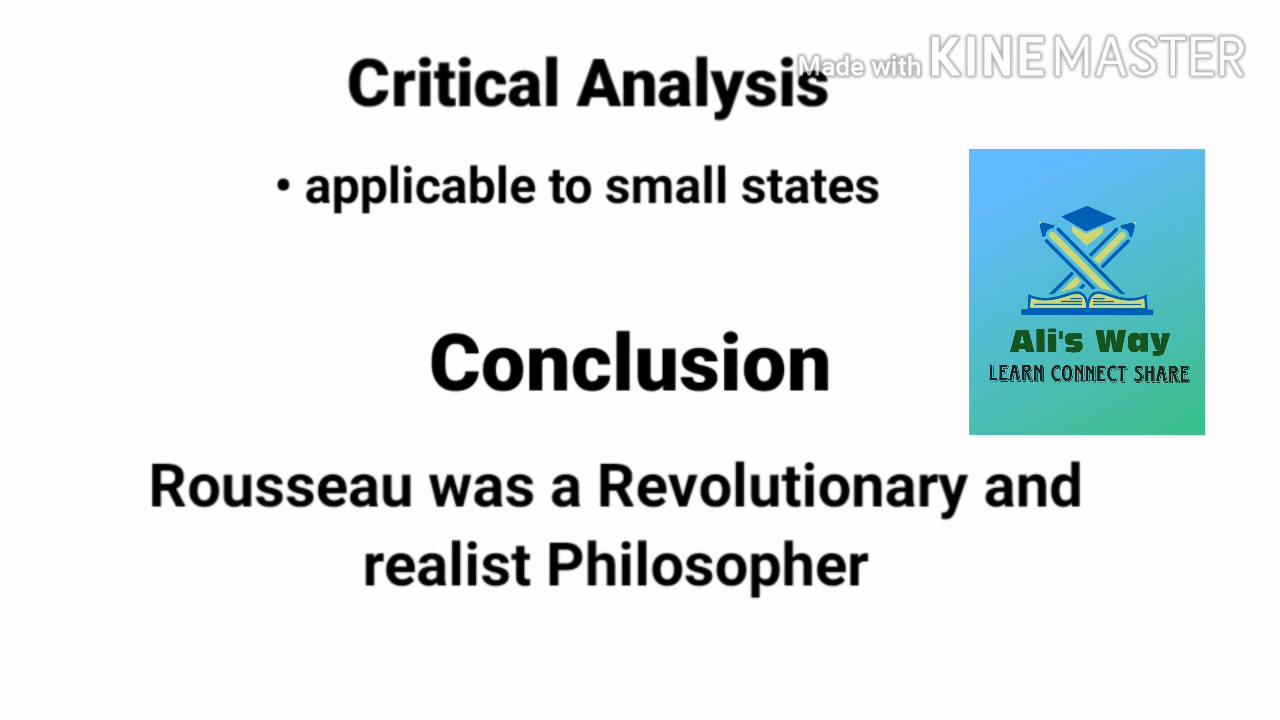 Made with KINEMASTER
Critical Analysis
• applicable to small states
Ali's Way
LEARN CONNECT SHARE
Conclusion
Rousseau was a Revolutionary and
realist Philosopher